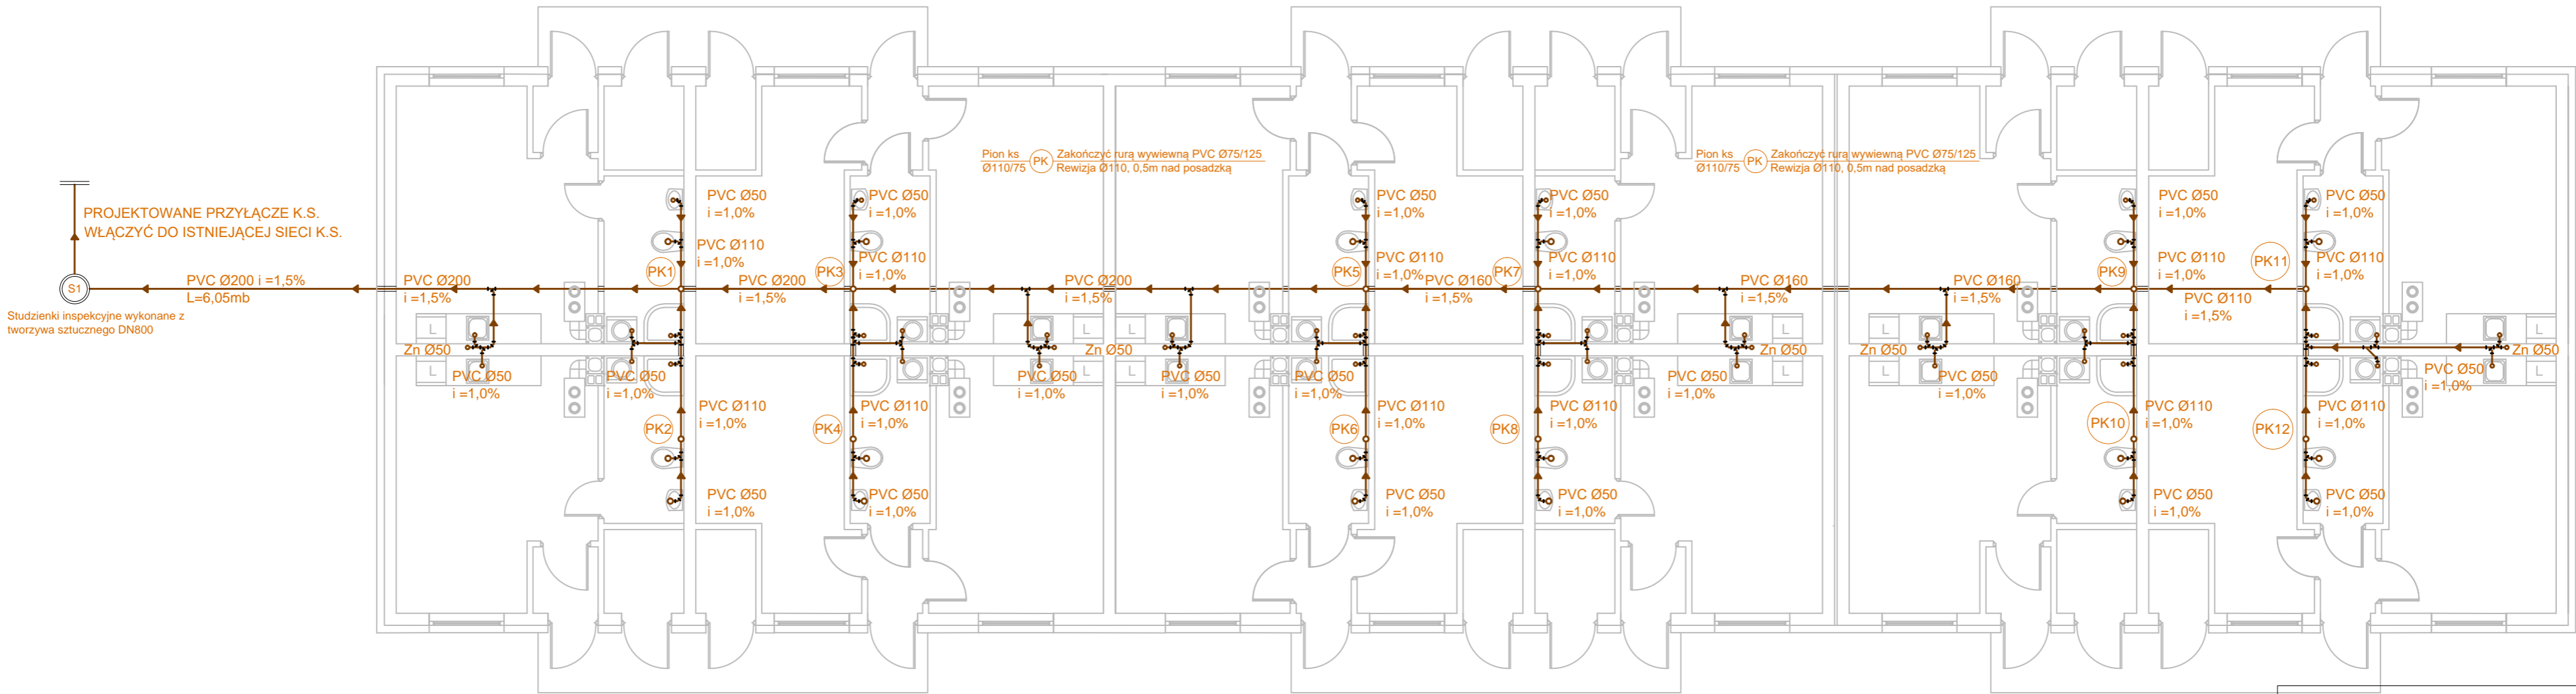 Pion ks
Ø110/75
PK
Zakończyć rurą wywiewną PVC Ø75/125
Rewizja Ø110, 0,5m nad posadzką
Pion ks
Ø110/75
PK
Zakończyć rurą wywiewną PVC Ø75/125
Rewizja Ø110, 0,5m nad posadzką
PVC Ø50
i =1,0%
PVC Ø50
i =1,0%
PVC Ø50
i =1,0%
PVC Ø50
i =1,0%
PVC Ø50
i =1,0%
PVC Ø50
i =1,0%
PROJEKTOWANE PRZYŁĄCZE K.S.
WŁĄCZYĆ DO ISTNIEJĄCEJ SIECI K.S.
PVC Ø110
i =1,0%
PVC Ø110
i =1,0%
PVC Ø110
i =1,0%
PVC Ø110
i =1,0%
PVC Ø110
i =1,0%
PVC Ø110
i =1,0%
PK1
PK3
PK5
PK7
PK9
PK11
S1
PVC Ø200 i =1,5%
L=6,05mb
PVC Ø200
i =1,5%
PVC Ø200
i =1,5%
PVC Ø200
i =1,5%
PVC Ø160
i =1,5%
PVC Ø160
i =1,5%
PVC Ø160
i =1,5%
PVC Ø110
i =1,5%
Studzienki inspekcyjne wykonane z
tworzywa sztucznego DN800
L
L
L
L
L
L
L
L
L
L
L
L
Zn Ø50
Zn Ø50
Zn Ø50
Zn Ø50
Zn Ø50
PVC Ø50
i =1,0%
PVC Ø50
i =1,0%
PVC Ø50
i =1,0%
PVC Ø50
i =1,0%
PVC Ø50
i =1,0%
PVC Ø50
i =1,0%
PVC Ø50
i =1,0%
PVC Ø50
i =1,0%
PVC Ø110
i =1,0%
PVC Ø110
i =1,0%
PVC Ø110
i =1,0%
PVC Ø110
i =1,0%
PVC Ø110
i =1,0%
PVC Ø110
i =1,0%
PK2
PK4
PK6
PK8
PK10
PK12
PVC Ø50
i =1,0%
PVC Ø50
i =1,0%
PVC Ø50
i =1,0%
PVC Ø50
i =1,0%
PVC Ø50
i =1,0%
PVC Ø50
i =1,0%